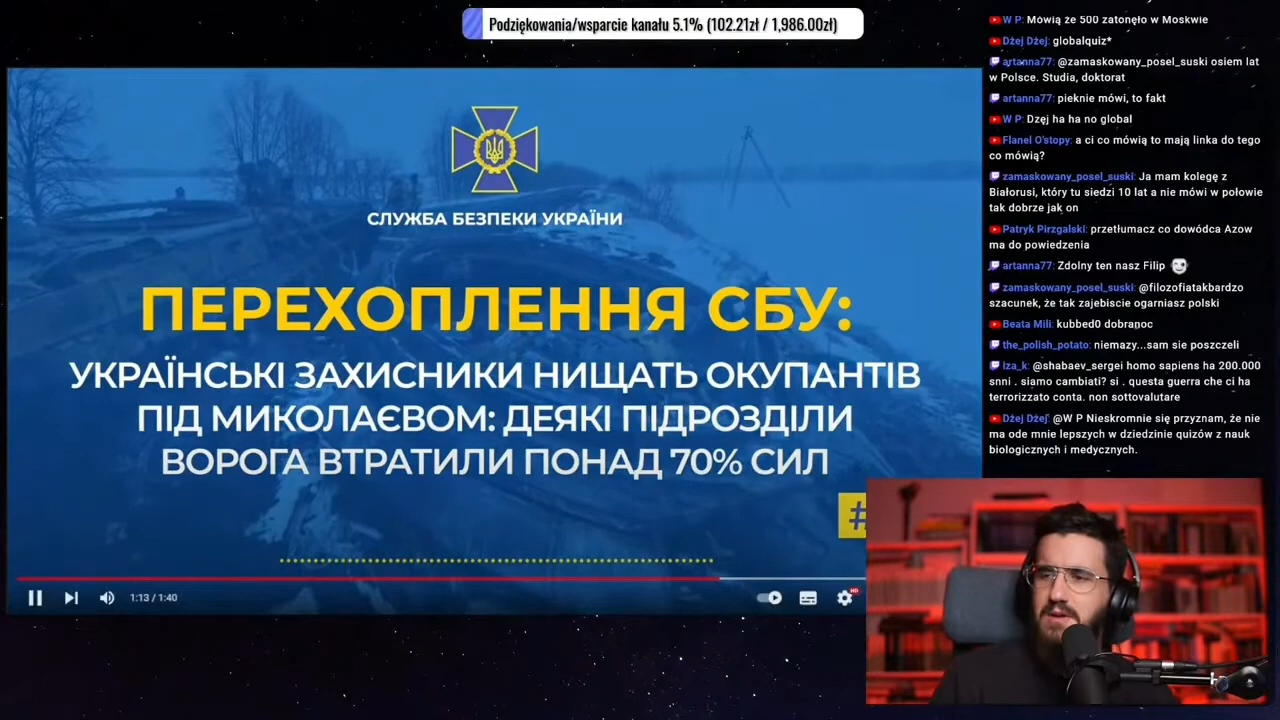 Podziękowania/wsparcie kanału 5.1% (102.21zł / 1,986.00zł)
СЛУЖБА БЕЗПЕКИ УКРАЇНИ
ПЕРЕХОПЛЕННЯ СБУ:
УКРАЇНСЬКІ ЗАХИСНИКИ НИЩАТЬ ОКУПАНТІВ
ПІД МИКОЛАЄВОМ: ДЕЯКІ ПІДРОЗДІЛИ
ВОРОГА ВТРАТИЛИ ПОНАД 70% СИЛ
#
1:13 / 1:40
HD
W P: Mówią ze 500 zatonęło w Moskwie
Dżej Dżej: globalquiz*
artanna77: @zamaskowany_posel_suski osiem lat
w Polsce. Studia, doktorat
artanna77: pieknie mówi, to fakt
W P: Dzęj ha ha no global
Flanel O'stopy: a ci co mówią to mają linka do tego
co mówią?
zamaskowany_posel_suski: Ja mam kolegę z
Białorusi, który tu siedzi 10 lat a nie mówi w połowie
tak dobrze jak on
Patryk Pirzgalski: przetłumacz co dowódca Azow
ma do powiedzenia
artanna77: Zdolny ten nasz Filip
zamaskowany_posel_suski: @filozofiatakbardzo
szacunek, że tak zajebiście ogarniasz polski
Beata Mili: kubbed0 dobranoc
the_polish_potato: niemazy...sam sie poszczeli
Iza_k: @shabaev_sergei homo sapiens ha 200.000
snni . siamo cambiati? si . questa guerra che ci ha
terrorizzato conta. non sottovalutare
Dżej Dżej: @W P Nieskromnie się przyznam, że nie
ma ode mnie lepszych w dziedzinie quizów z nauk
biologicznych i medycznych.